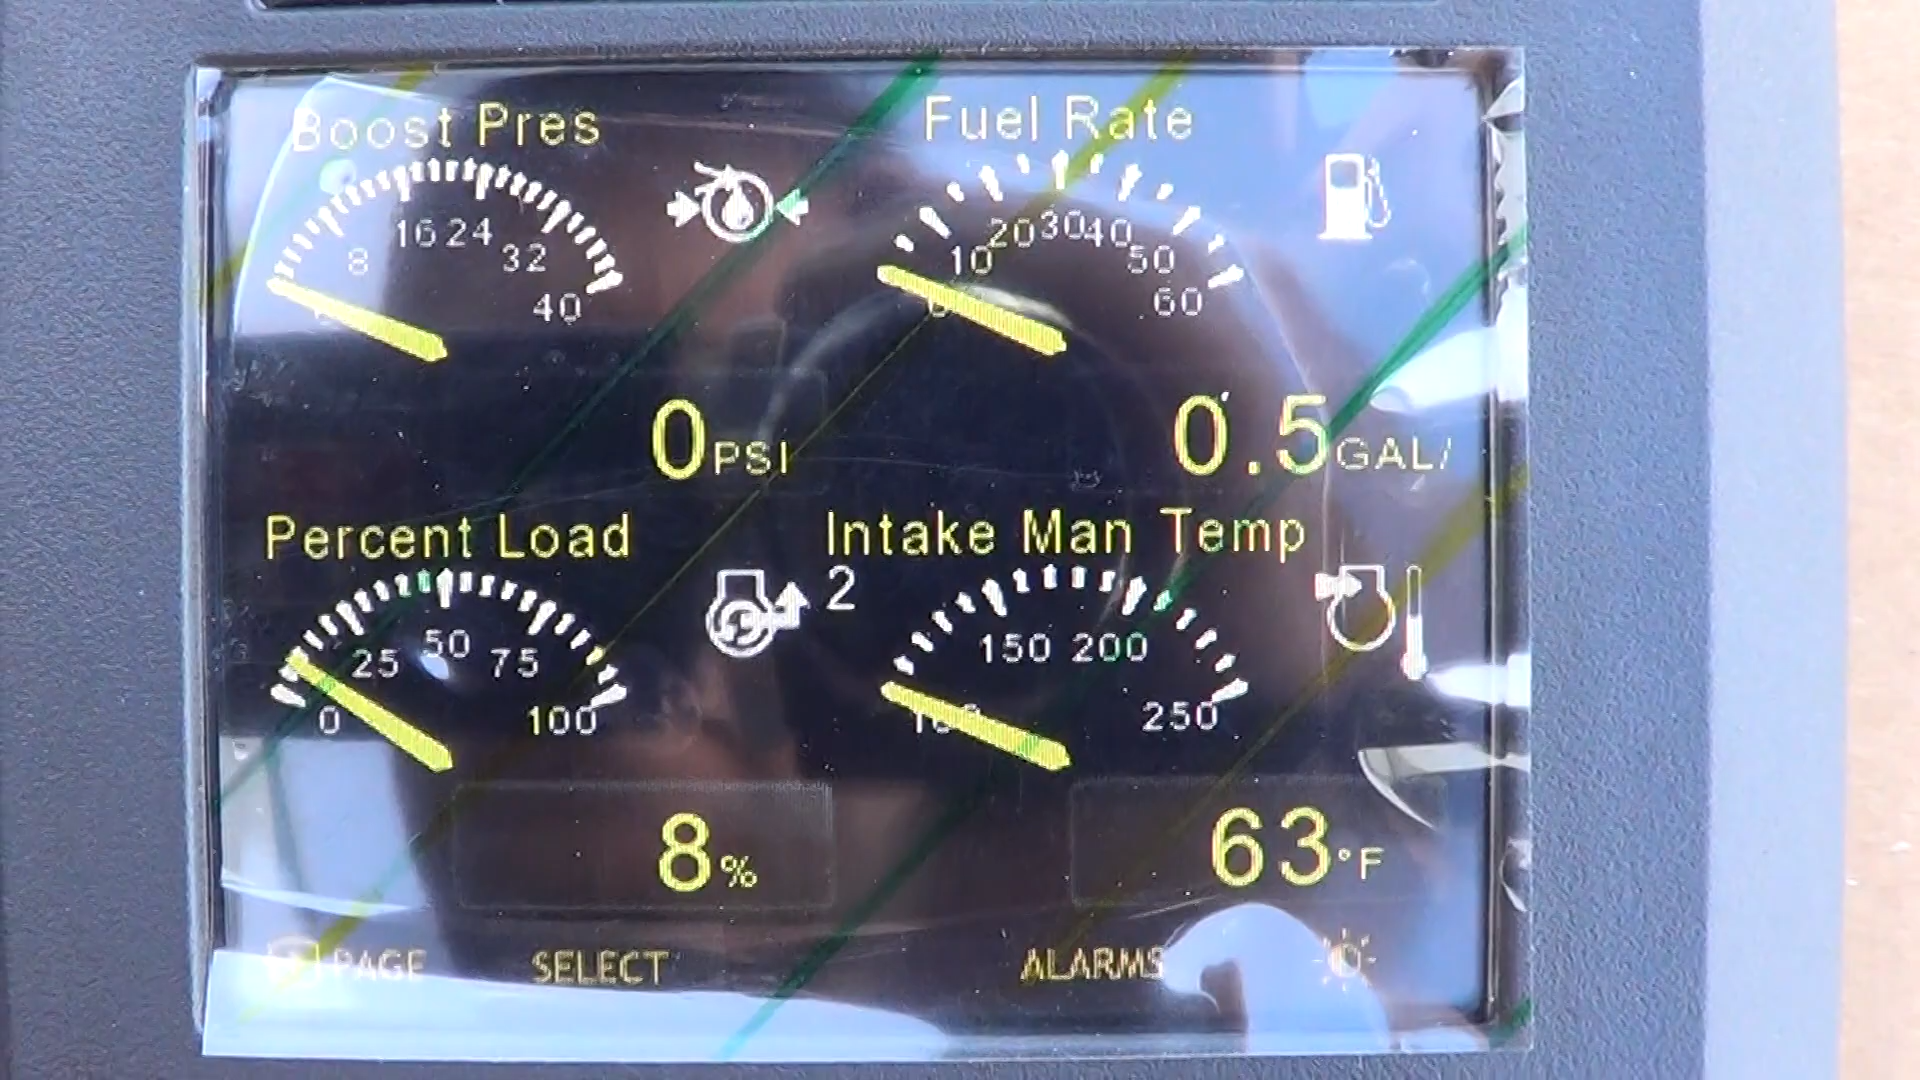 Boost Pres
8 16 24 32 40
0 PSI
Fuel Rate
0 10 20 30 40 50 60
0.5 GAL/
Percent Load
0 25 50 75 100
8 %
Intake Man Temp
2
100 150 200 250
63 °F
PAGE SELECT ALARMS